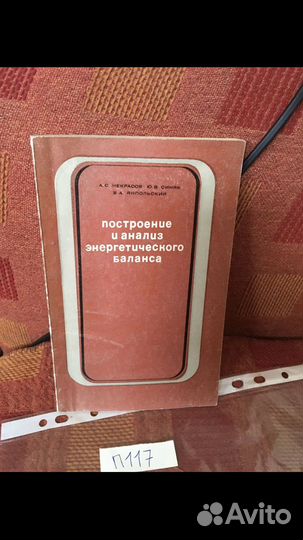 А. С. НЕКРАСОВ Ю. В. СИНЯК
В. А. ЯНПОЛЬСКИЙ
построение
и анализ
энергетического
баланса
П117
Avito